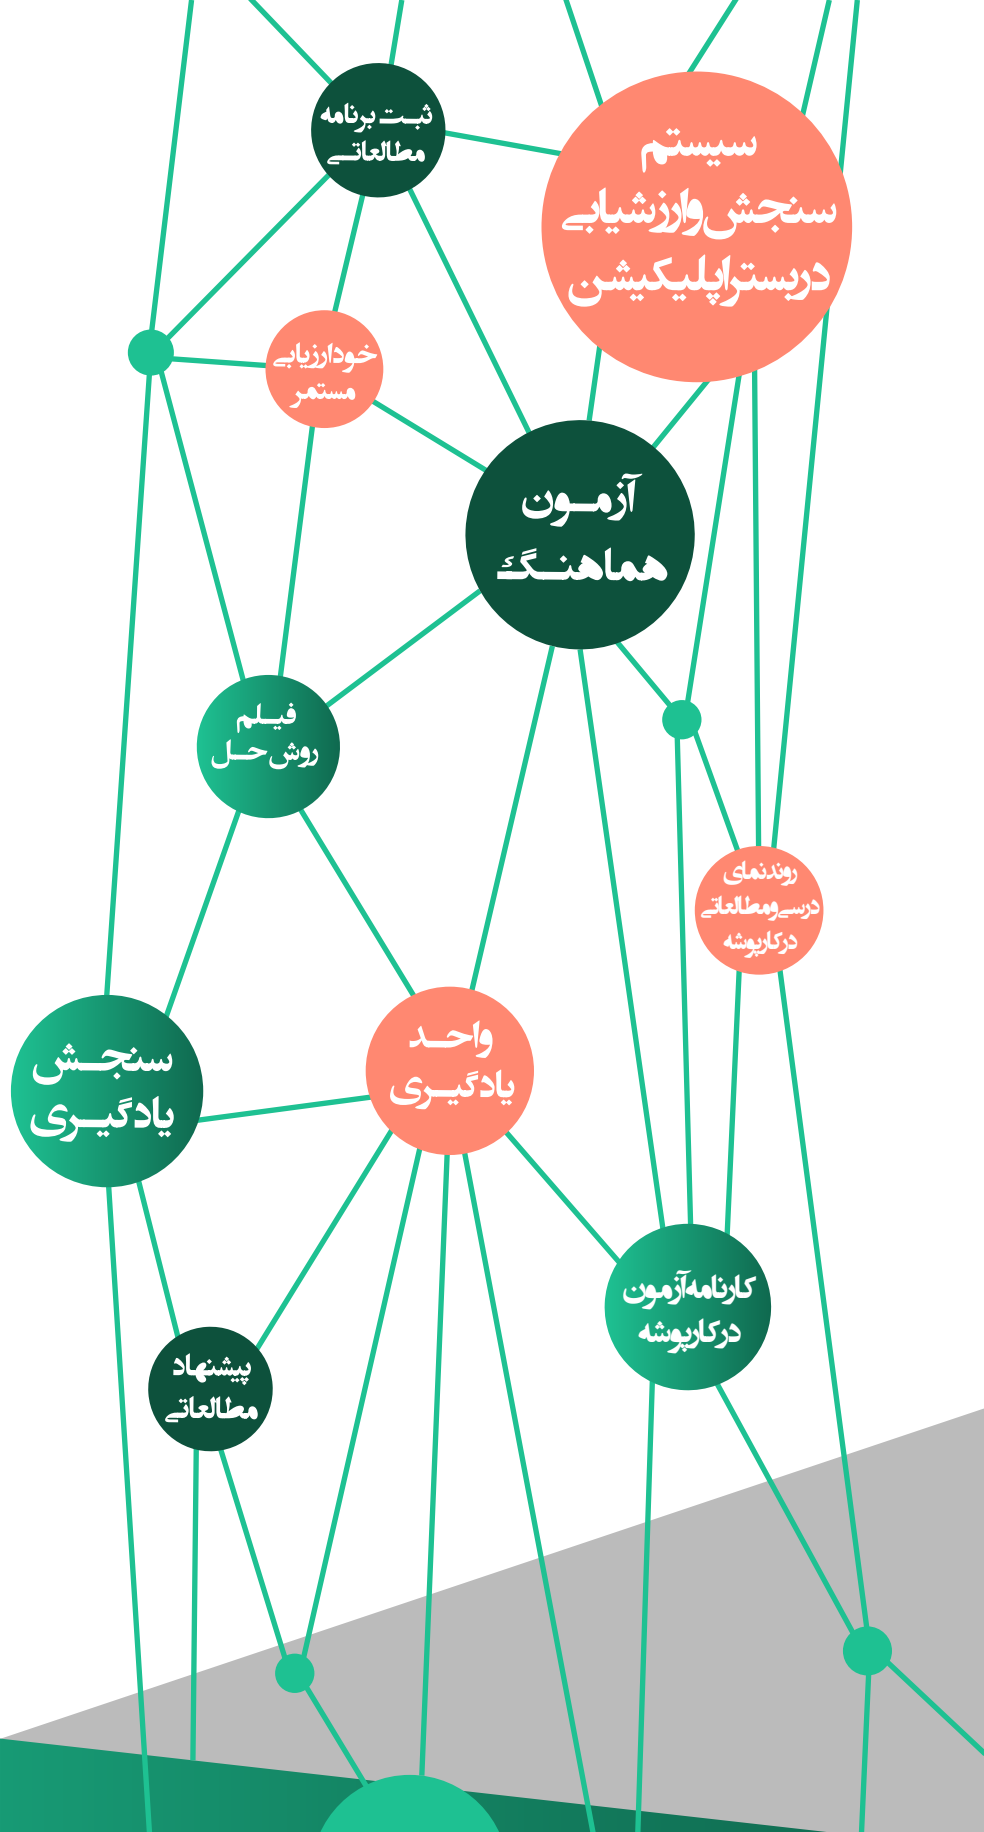 ثبت برنامه
مطالعاتی
سیستم
سنجش و ارزشیابی
در بستر اپلیکیشن
خودارزیابی
مستمر
آزمون
هماهنگ
فیلم
روش حل
روند نمای
درسی و مطالعاتی
در کارپوشه
واحد
یادگیری
سنجش
یادگیری
کارنامه آزمون
در کارپوشه
پیشنهاد
مطالعاتی